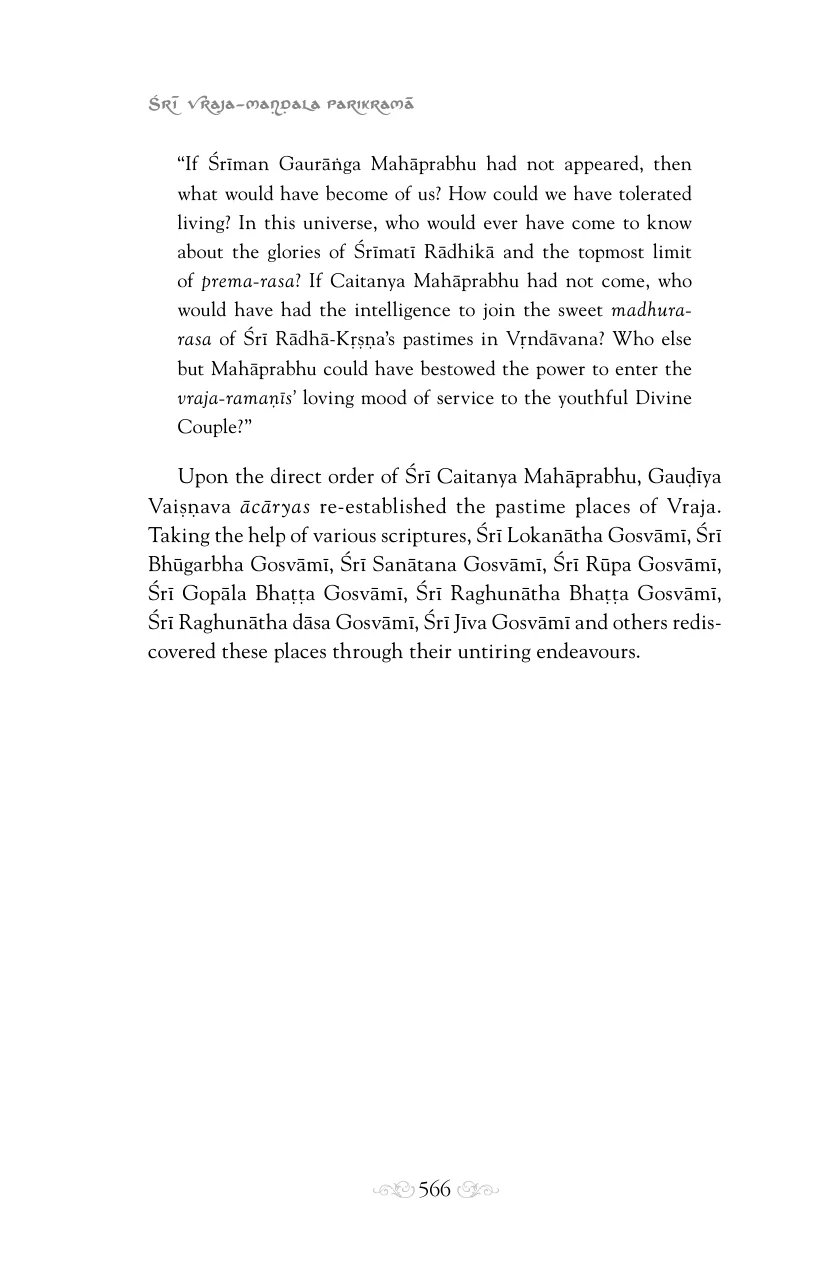 Śrī Vraja-maṇḍala Parikramā
“If Śrīman Gaurāṅga Mahāprabhu had not appeared, then
what would have become of us? How could we have tolerated
living? In this universe, who would ever have come to know
about the glories of Śrīmatī Rādhikā and the topmost limit
of prema-rasa? If Caitanya Mahāprabhu had not come, who
would have had the intelligence to join the sweet madhura-
rasa of Śrī Rādhā-Kṛṣṇa’s pastimes in Vṛndāvana? Who else
but Mahāprabhu could have bestowed the power to enter the
vraja-ramaṇīs’ loving mood of service to the youthful Divine
Couple?”
Upon the direct order of Śrī Caitanya Mahāprabhu, Gauḍīya
Vaiṣṇava ācāryas re-established the pastime places of Vraja.
Taking the help of various scriptures, Śrī Lokanātha Gosvāmī, Śrī
Bhūgarbha Gosvāmī, Śrī Sanātana Gosvāmī, Śrī Rūpa Gosvāmī,
Śrī Gopāla Bhaṭṭa Gosvāmī, Śrī Raghunātha Bhaṭṭa Gosvāmī,
Śrī Raghunātha dāsa Gosvāmī, Śrī Jīva Gosvāmī and others redis-
covered these places through their untiring endeavours.
566